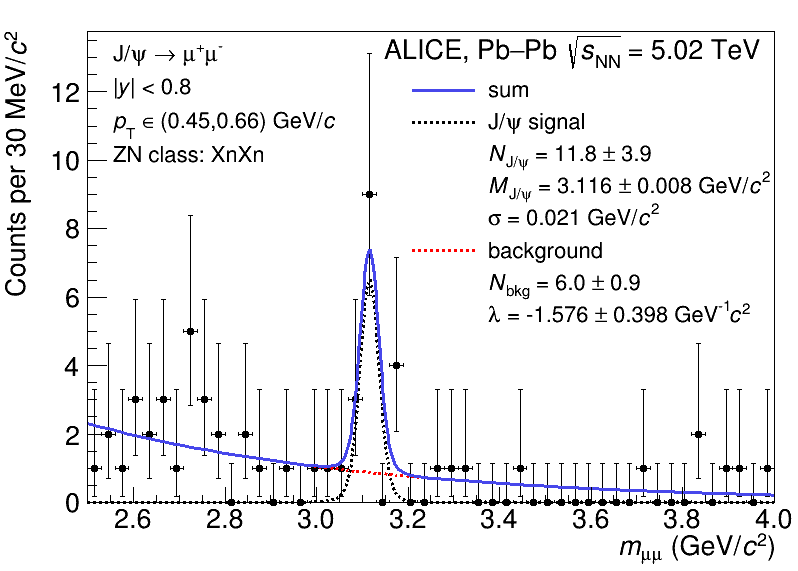 Counts per 30 MeV/c²
J/ψ → μ⁺μ⁻
|y| < 0.8
p_T ∈ (0.45,0.66) GeV/c
ZN class: XnXn
ALICE, Pb–Pb √s_NN = 5.02 TeV
sum
J/ψ signal
N_J/ψ = 11.8 ± 3.9
M_J/ψ = 3.116 ± 0.008 GeV/c²
σ = 0.021 GeV/c²
background
N_bkg = 6.0 ± 0.9
λ = -1.576 ± 0.398 GeV⁻¹c²
12
10
8
6
4
2
0
2.6 2.8 3.0 3.2 3.4 3.6 3.8 4.0
m_μμ (GeV/c²)